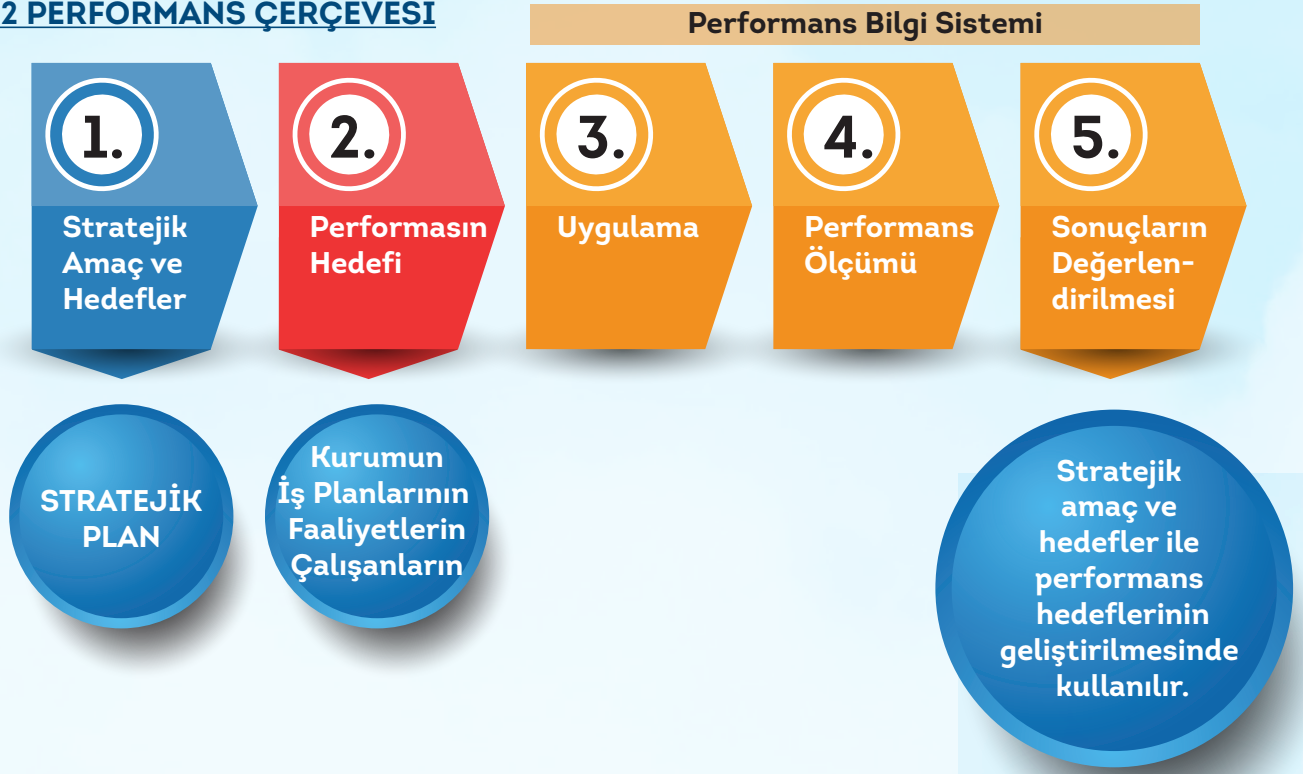 2 PERFORMANS ÇERÇEVESİ
Performans Bilgi Sistemi
1.
Stratejik
Amaç ve
Hedefler
2.
Performasın
Hedefi
3.
Uygulama
4.
Performans
Ölçümü
5.
Sonuçların
Değerlen-
dirilmesi
STRATEJİK
PLAN
Kurumun
İş Planlarının
Faaliyetlerin
Çalışanların
Stratejik
amaç ve
hedefler ile
performans
hedeflerinin
geliştirilmesinde
kullanılır.